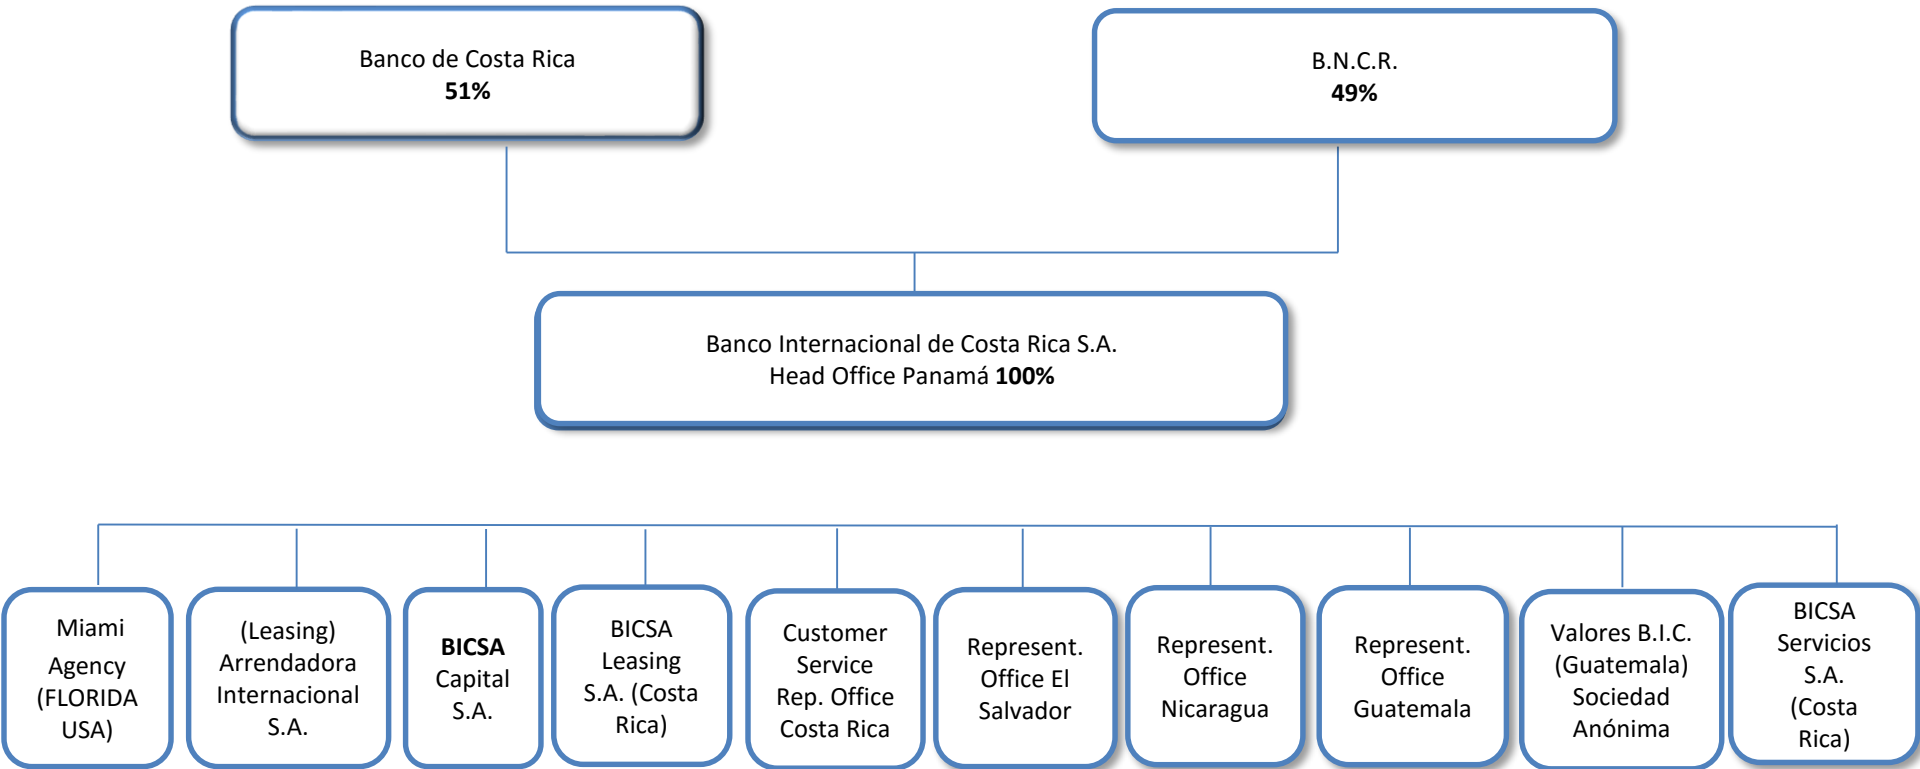 Banco de Costa Rica
51%
B.N.C.R.
49%
Banco Internacional de Costa Rica S.A.
Head Office Panamá 100%
Miami
Agency
(FLORIDA
USA)
(Leasing)
Arrendadora
Internacional
S.A.
BICSA
Capital
S.A.
BICSA
Leasing
S.A. (Costa
Rica)
Customer
Service
Rep. Office
Costa Rica
Represent.
Office El
Salvador
Represent.
Office
Nicaragua
Represent.
Office
Guatemala
Valores B.I.C.
(Guatemala)
Sociedad
Anónima
BICSA
Servicios
S.A.
(Costa
Rica)